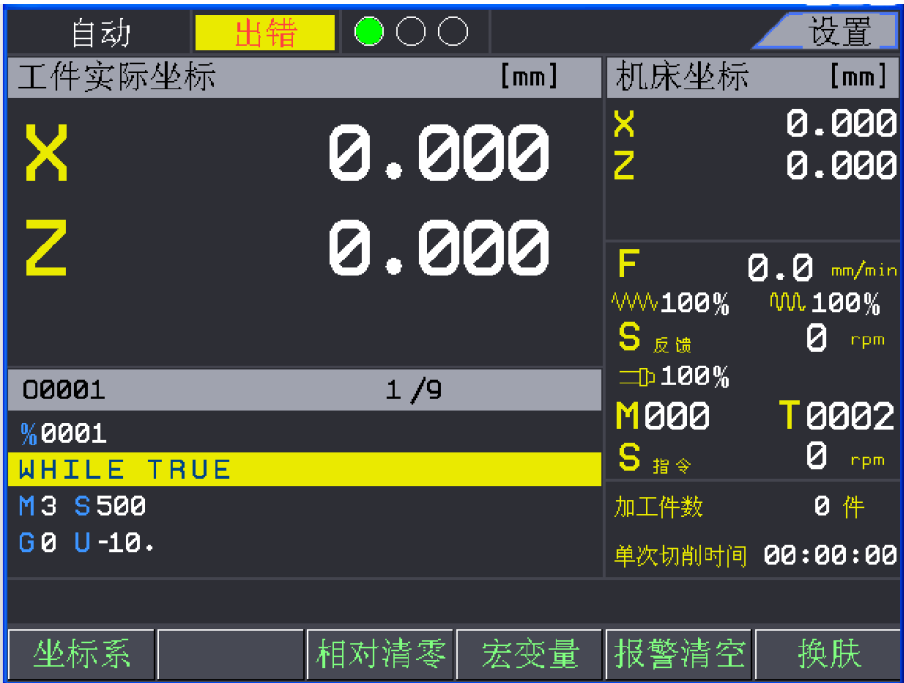 自动 出错 设置
工件实际坐标 [mm]
X 0.000
Z 0.000
机床坐标 [mm]
X 0.000
Z 0.000
F 0.0 mm/min
100% 100%
S 反馈 0 rpm
100%
M000 T0002
S 指令 0 rpm
加工件数 0 件
单次切削时间 00:00:00
O0001 1/9
%0001
WHILE TRUE
M3 S500
G0 U-10.
坐标系 相对清零 宏变量 报警清空 换肤